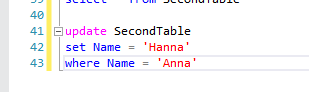 40
41 update SecondTable
42 set Name = 'Hanna'
43 where Name = 'Anna'